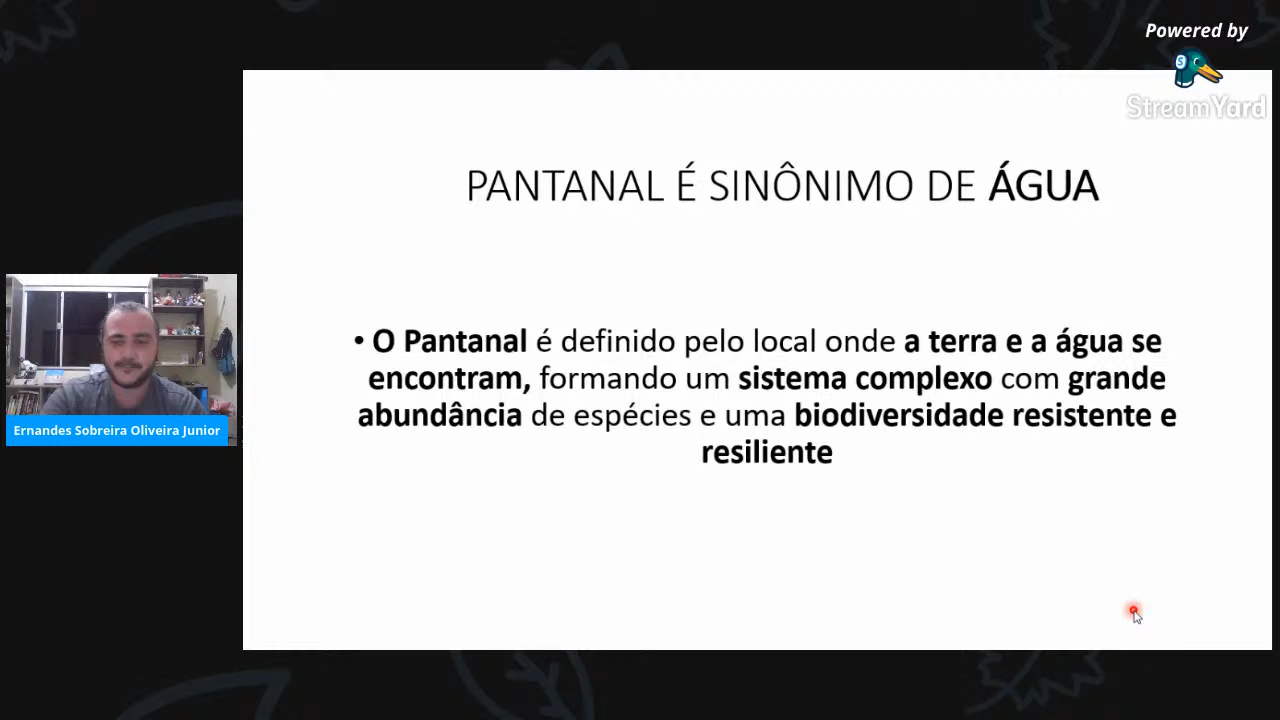 Powered by
StreamYard
PANTANAL É SINÔNIMO DE ÁGUA
• O Pantanal é definido pelo local onde a terra e a água se
encontram, formando um sistema complexo com grande
abundância de espécies e uma biodiversidade resistente e
resiliente
Ernandes Sobreira Oliveira Junior